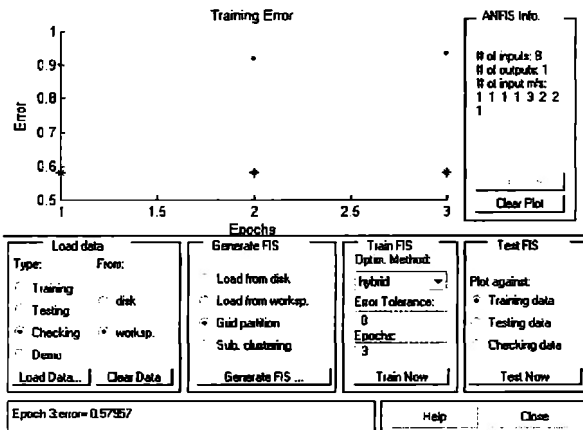 Training Error
1
0.9
0.8
0.7
0.6
0.5
Error
1
1.5
2
2.5
3
Epochs
ANFIS Info.
# of inputs: 8
# of outputs: 1
# of input mfs:
1 1 1 1 3 2 2
1
Clear Plot
Load data
Type:
From:
Training
Testing
Checking
Demo
disk
worksp.
Load Data...
Clear Data
Generate FIS
Load from disk
Load from worksp.
Grid partition
Sub. clustering
Generate FIS ...
Train FIS
Optim. Method:
hybrid
Error Tolerance:
0
Epochs:
3
Train Now
Test FIS
Plot against:
Training data
Testing data
Checking data
Test Now
Epoch 3:error= 0.57957
Help
Close